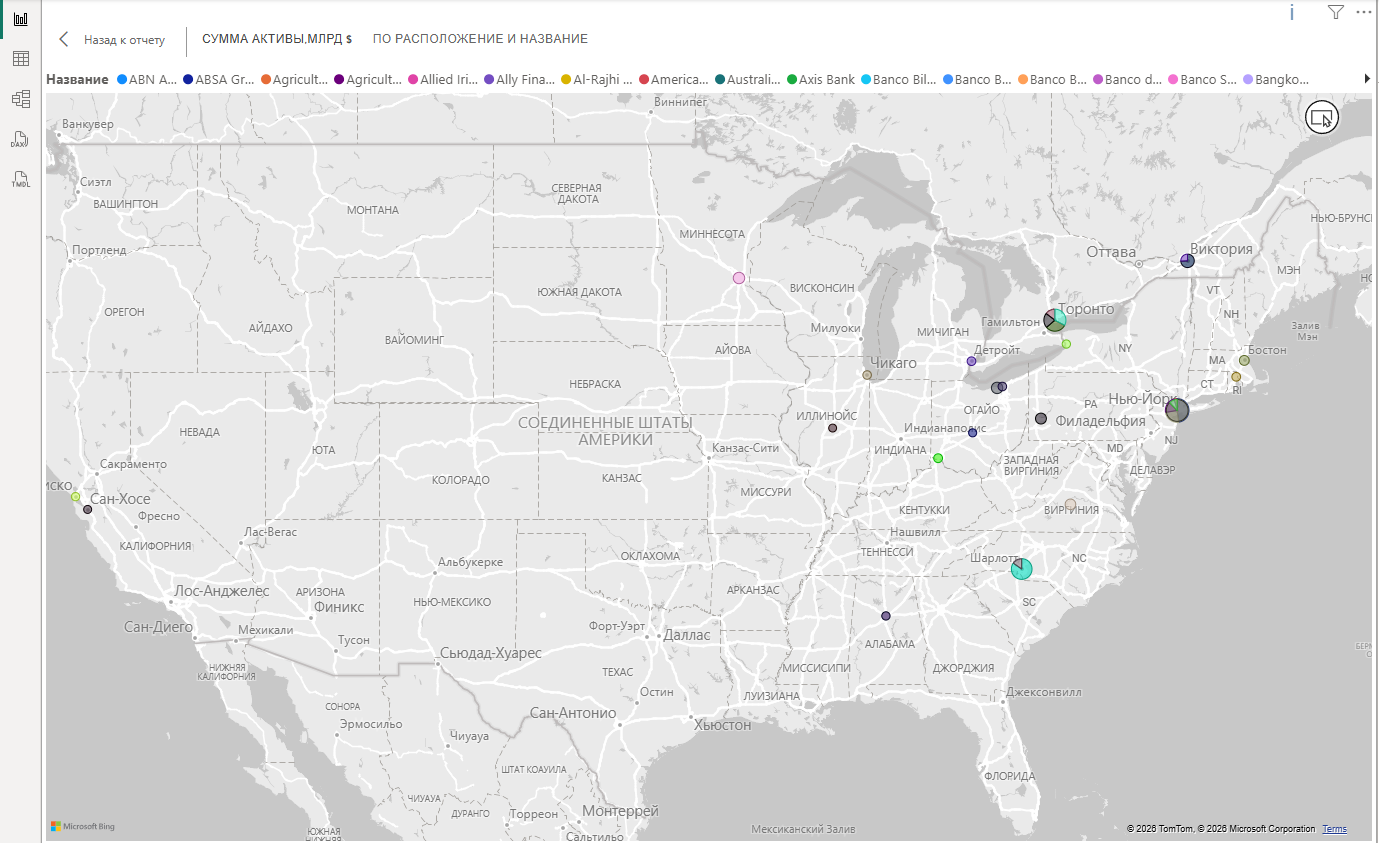 Назад к отчету
СУММА АКТИВЫ,МЛРД $
ПО РАСПОЛОЖЕНИЕ И НАЗВАНИЕ
DAX
TMDL
Название ABN A... ABSA Gr... Agricult... Agricult... Allied Iri... Ally Fina... Al-Rajhi ... America... Australi... Axis Bank Banco Bil... Banco B... Banco B... Banco d... Banco S... Bangko...
Виннипег
Ванкувер
Сиэтл
ВАШИНГТОН
МОНТАНА
СЕВЕРНАЯ
ДАКОТА
МИННЕСОТА
НЬЮ-БРУНС
Портленд
Оттава
Виктория
МЭН
НО
ЮЖНАЯ ДАКОТА
ВИСКОНСИН
VT
ОРЕГОН
АЙДАХО
Торонто
NH
Гамильтон
Залив
Мэн
Милуоки
МИЧИГАН
ВАЙОМИНГ
АЙОВА
Детройт
NY
Бостон
MA
Чикаго
НЕБРАСКА
CT
RI
Нью-Йорк
PA
ОГАЙО
ИЛЛИНОЙС
Филадельфия
СОЕДИНЕННЫЕ ШТАТЫ
АМЕРИКИ
НЕВАДА
Индианаполис
NJ
ЮТА
Канзас-Сити
ИНДИАНА
MD
Сакраменто
ЗАПАДНАЯ
ВИРГИНИЯ
ДЕЛАВЭР
КОЛОРАДО
КАНЗАС
ИСКО
Сан-Хосе
МИССУРИ
Фресно
КЕНТУККИ
ВИРГИНИЯ
Лас-Вегас
Нашвилл
КАЛИФОРНИЯ
ТЕННЕССИ
ОКЛАХОМА
Шарлотт
NC
Альбукерке
Лос-Анджелес
АРИЗОНА
АРКАНЗАС
НЬЮ-МЕКСИКО
SC
Финикс
Сан-Диего
Мехикали
Форт-Уэрт
Даллас
Тусон
АЛАБАМА
Сьюдад-Хуарес
БЕРМ
НИЖНЯЯ
КАЛИФОРНИЯ
ТЕХАС
МИССИСИПИ
ДЖОРДЖИЯ
Остин
ЛУИЗИАНА
Джексонвилл
СОНОРА
Сан-Антонио
Эрмосильо
Хьюстон
Чиуауа
ШТАТ КОАУИЛА
ФЛОРИДА
ЧИУАУА
ДУРАНГО
Торреон
Монтеррей
Microsoft Bing
ЮЖНАЯ
НИЖНЯЯ
Сальтильо
Мексиканский Залив
© 2026 TomTom, © 2026 Microsoft Corporation Terms